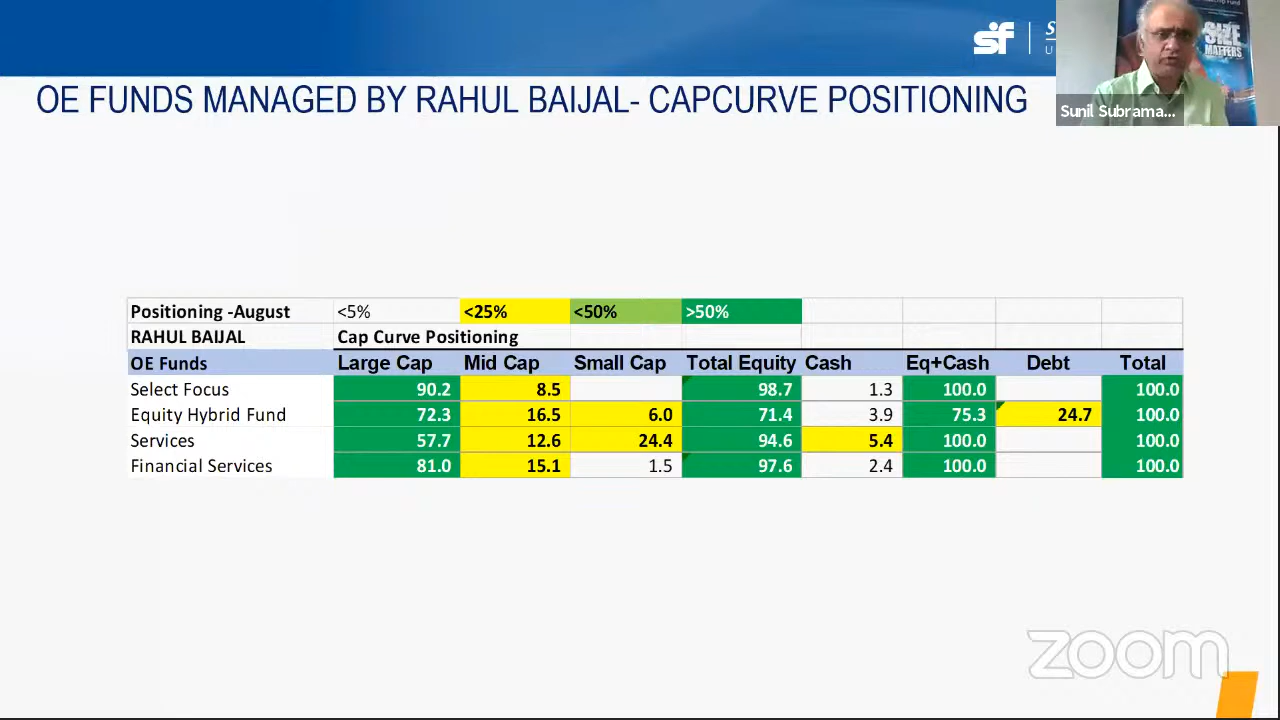 sf
OE FUNDS MANAGED BY RAHUL BAIJAL- CAPCURVE POSITIONING
SIZE
MATTERS
Sunil Subrama...
Positioning -August <5% <25% <50% >50%
RAHUL BAIJAL Cap Curve Positioning
OE Funds Large Cap Mid Cap Small Cap Total Equity Cash Eq+Cash Debt Total
Select Focus 90.2 8.5 98.7 1.3 100.0 100.0
Equity Hybrid Fund 72.3 16.5 6.0 71.4 3.9 75.3 24.7 100.0
Services 57.7 12.6 24.4 94.6 5.4 100.0 100.0
Financial Services 81.0 15.1 1.5 97.6 2.4 100.0 100.0
zoom